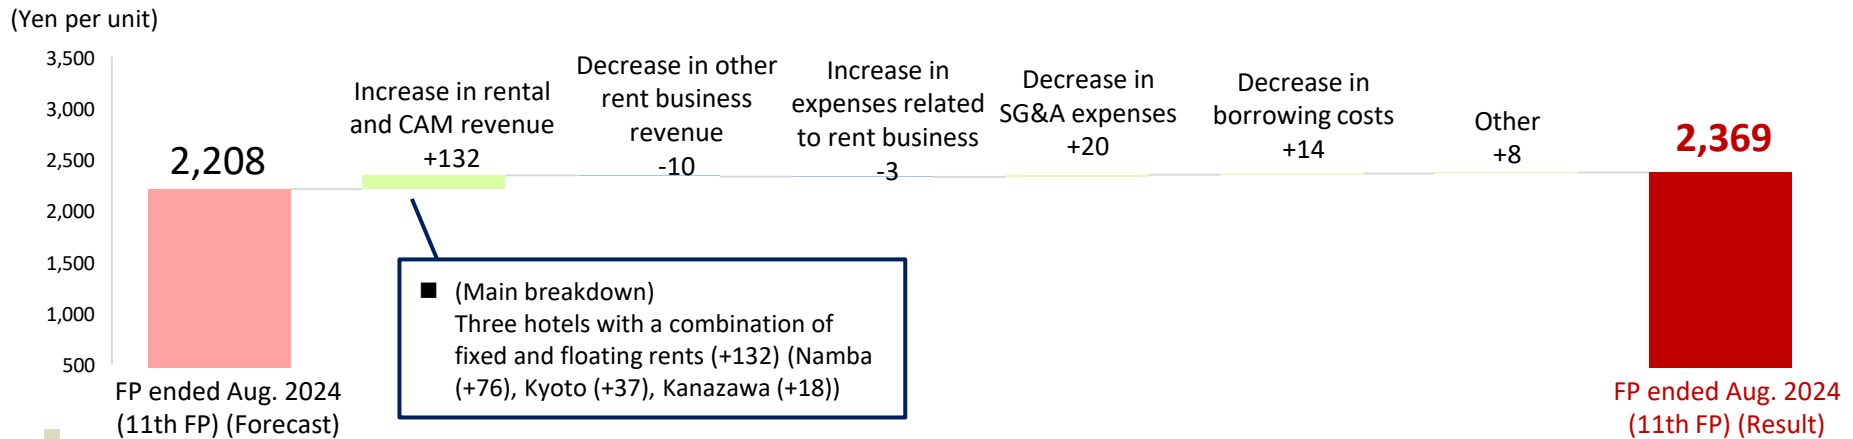 (Yen per unit)
3,500
3,000
2,500
2,000
1,500
1,000
500
2,208
Increase in rental
and CAM revenue
+132
Decrease in other
rent business
revenue
-10
Increase in
expenses related
to rent business
-3
Decrease in
SG&A expenses
+20
Decrease in
borrowing costs
+14
Other
+8
2,369
■ (Main breakdown)
Three hotels with a combination of
fixed and floating rents (+132) (Namba
(+76), Kyoto (+37), Kanazawa (+18))
FP ended Aug. 2024
(11th FP) (Forecast)
FP ended Aug. 2024
(11th FP) (Result)